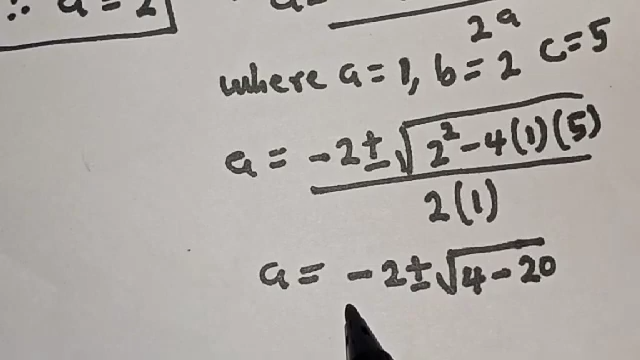 ∴ a = 2
2a
where a = 1, b = 2 c = 5
a = -2 ± √(2² - 4(1)(5)) / 2(1)
a = -2 ± √(4 - 20)